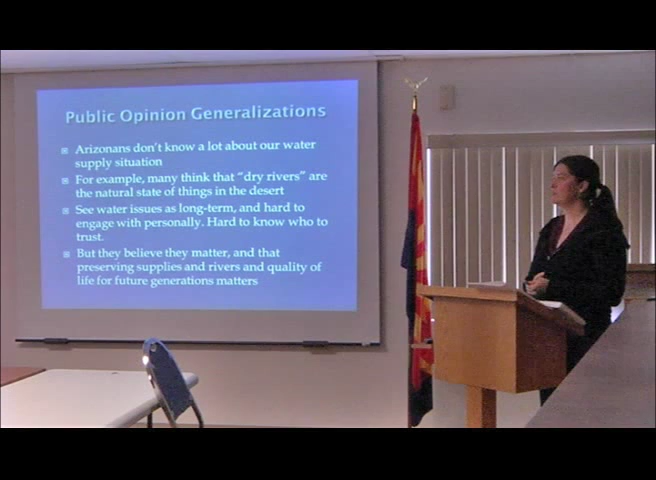 Public Opinion Generalizations
Arizonans don't know a lot about our water
supply situation
For example, many think that "dry rivers" are
the natural state of things in the desert
See water issues as long-term, and hard to
engage with personally. Hard to know who to
trust.
But they believe they matter, and that
preserving supplies and rivers and quality of
life for future generations matters